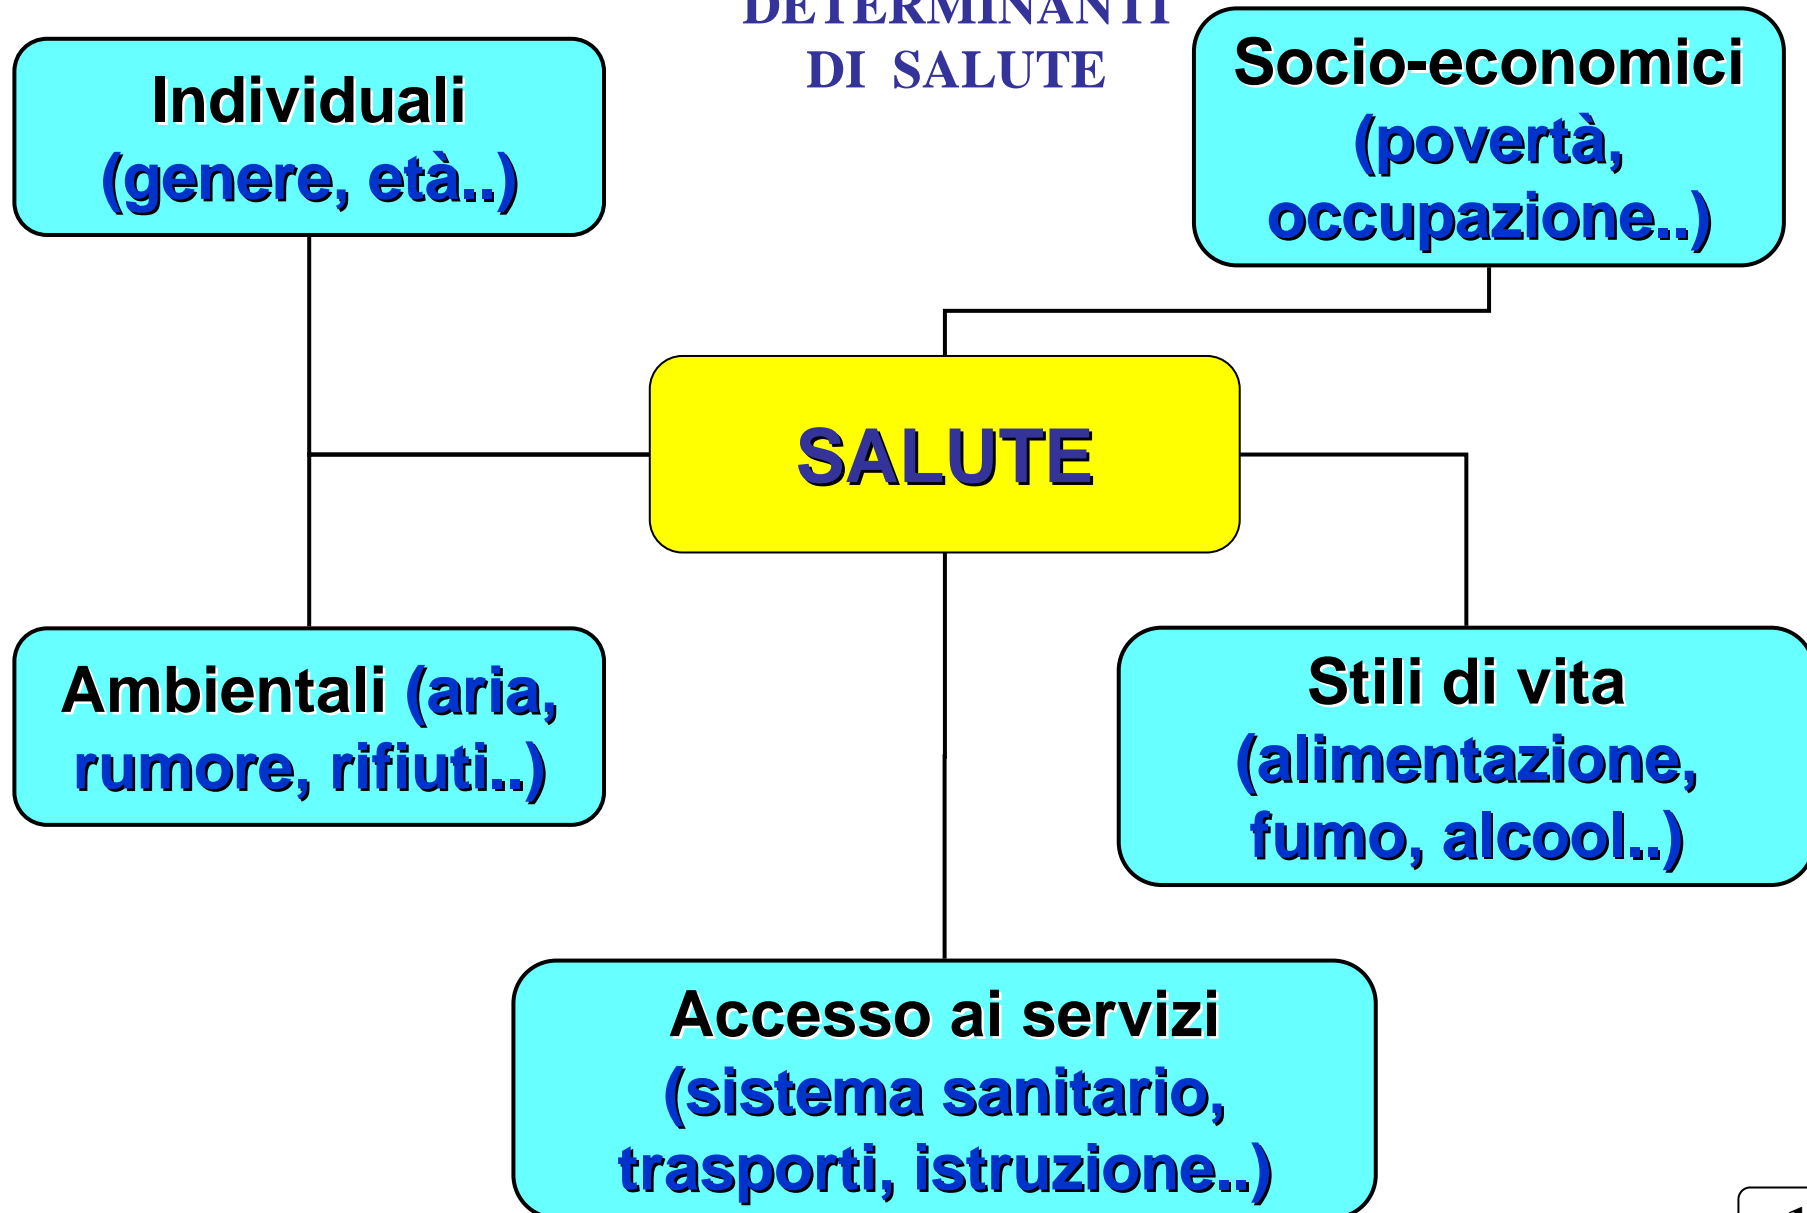 DETERMINANTI
DI SALUTE
Individuali
(genere, età..)
Socio-economici
(povertà,
occupazione..)
SALUTE
Ambientali (aria,
rumore, rifiuti..)
Stili di vita
(alimentazione,
fumo, alcool..)
Accesso ai servizi
(sistema sanitario,
trasporti, istruzione..)